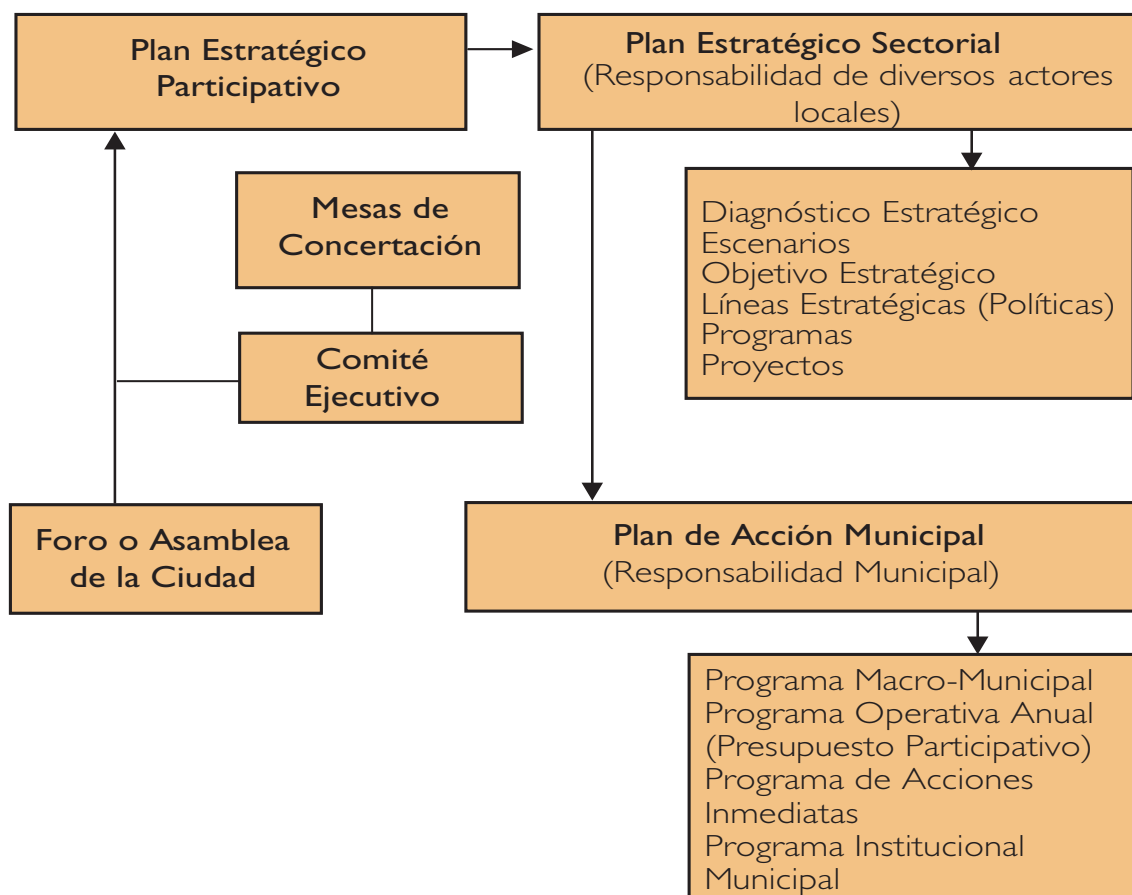 Plan Estratégico
Participativo
Plan Estratégico Sectorial
(Responsabilidad de diversos actores
locales)
Mesas de
Concertación
Diagnóstico Estratégico
Escenarios
Objetivo Estratégico
Líneas Estratégicas (Políticas)
Programas
Proyectos
Comité
Ejecutivo
Foro o Asamblea
de la Ciudad
Plan de Acción Municipal
(Responsabilidad Municipal)
Programa Macro-Municipal
Programa Operativa Anual
(Presupuesto Participativo)
Programa de Acciones
Inmediatas
Programa Institucional
Municipal